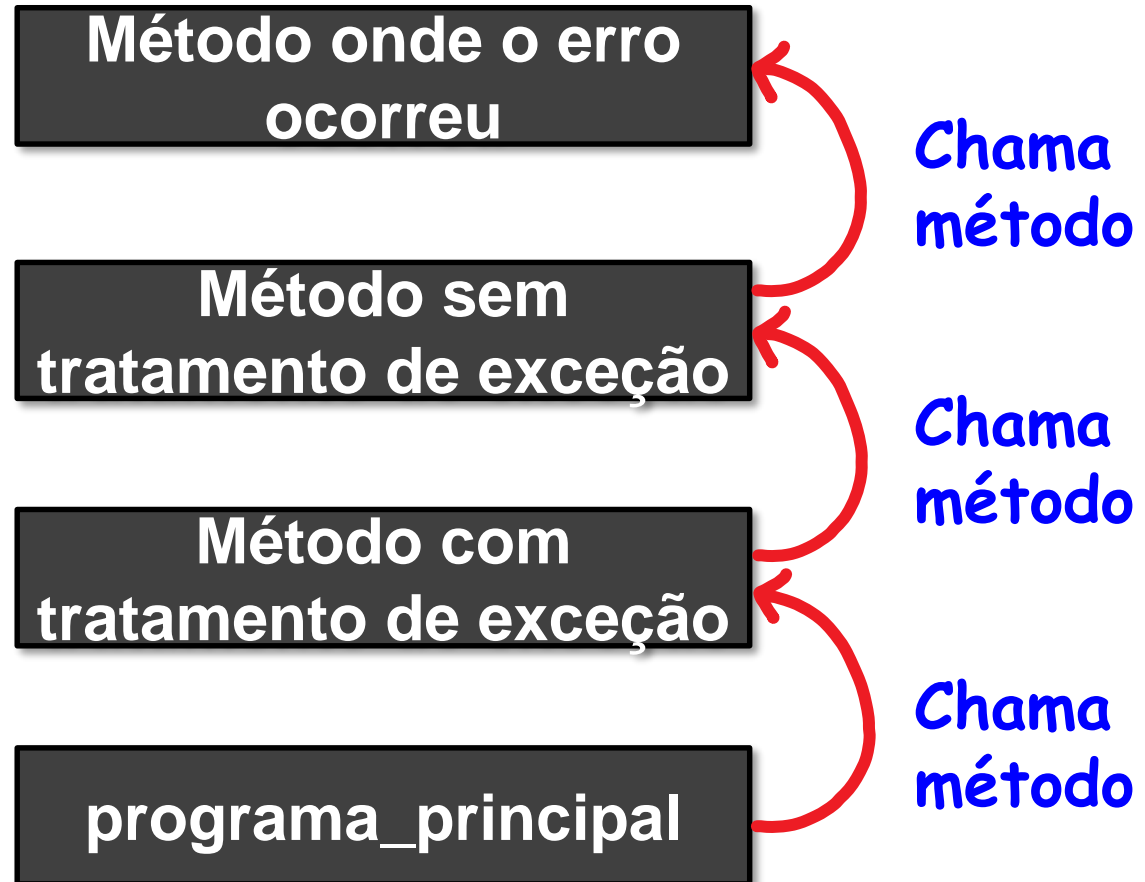 Método onde o erro
ocorreu
Chama
método
Método sem
tratamento de exceção
Chama
método
Método com
tratamento de exceção
Chama
método
programa_principal